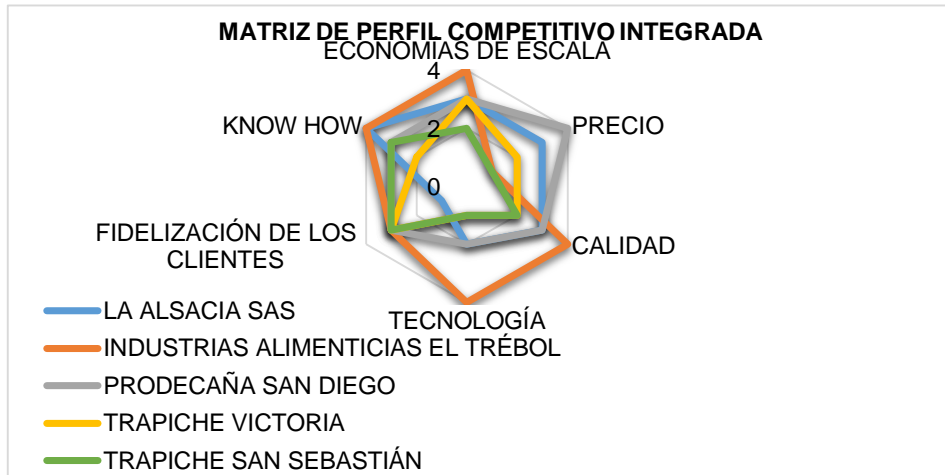 MATRIZ DE PERFIL COMPETITIVO INTEGRADA
ECONOMÍAS DE ESCALA
4
KNOW HOW
PRECIO
2
0
FIDELIZACIÓN DE LOS
CLIENTES
CALIDAD
TECNOLOGÍA
LA ALSACIA SAS
INDUSTRIAS ALIMENTICIAS EL TRÉBOL
PRODECAÑA SAN DIEGO
TRAPICHE VICTORIA
TRAPICHE SAN SEBASTIÁN